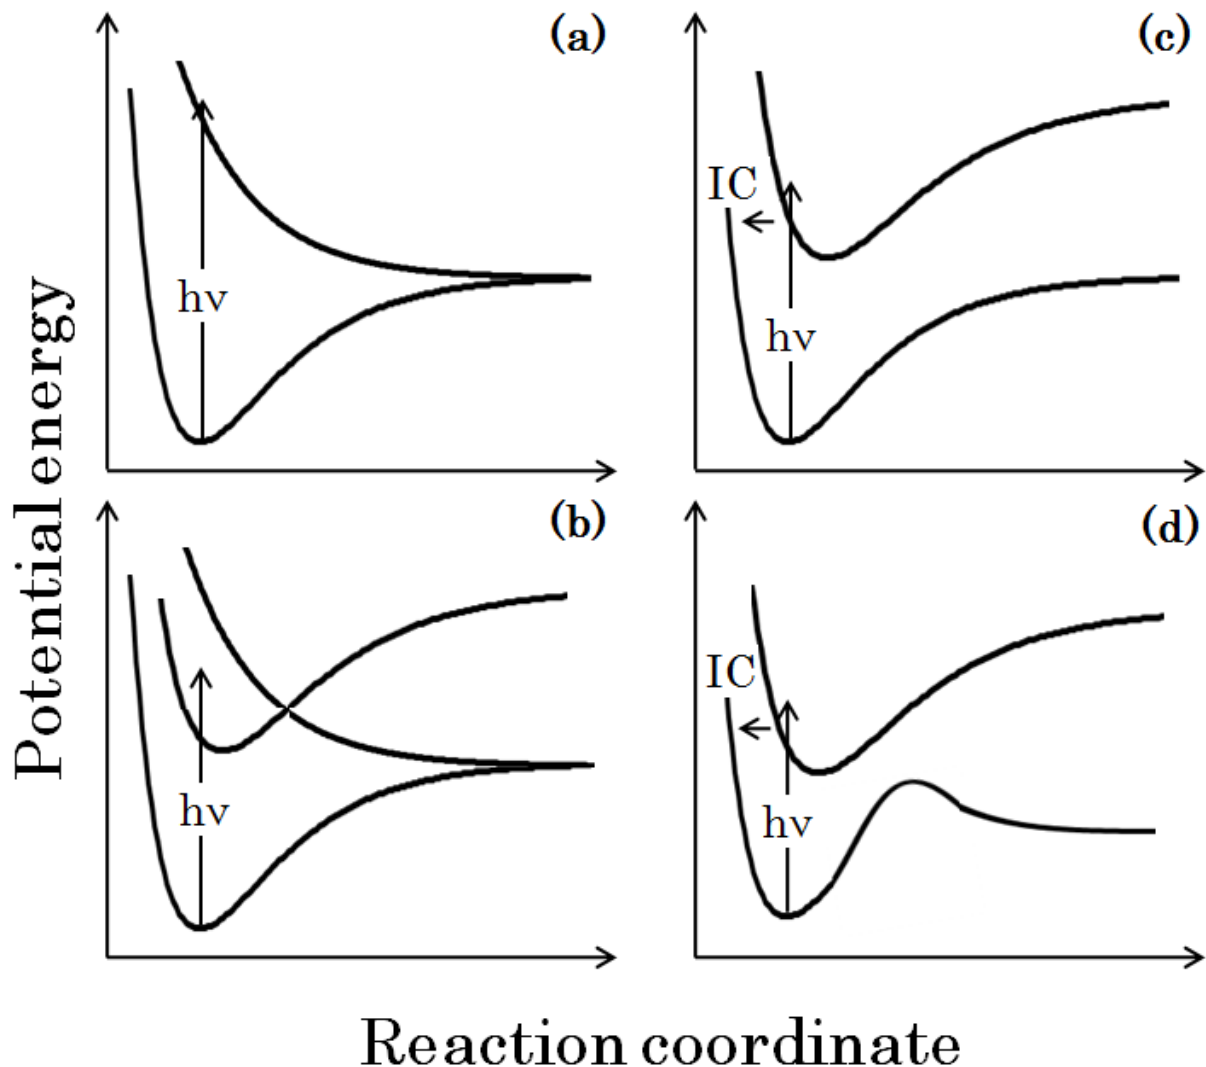 (a)
hν
(c)
IC
hν
Potential energy
(b)
hν
(d)
IC
hν
Reaction coordinate